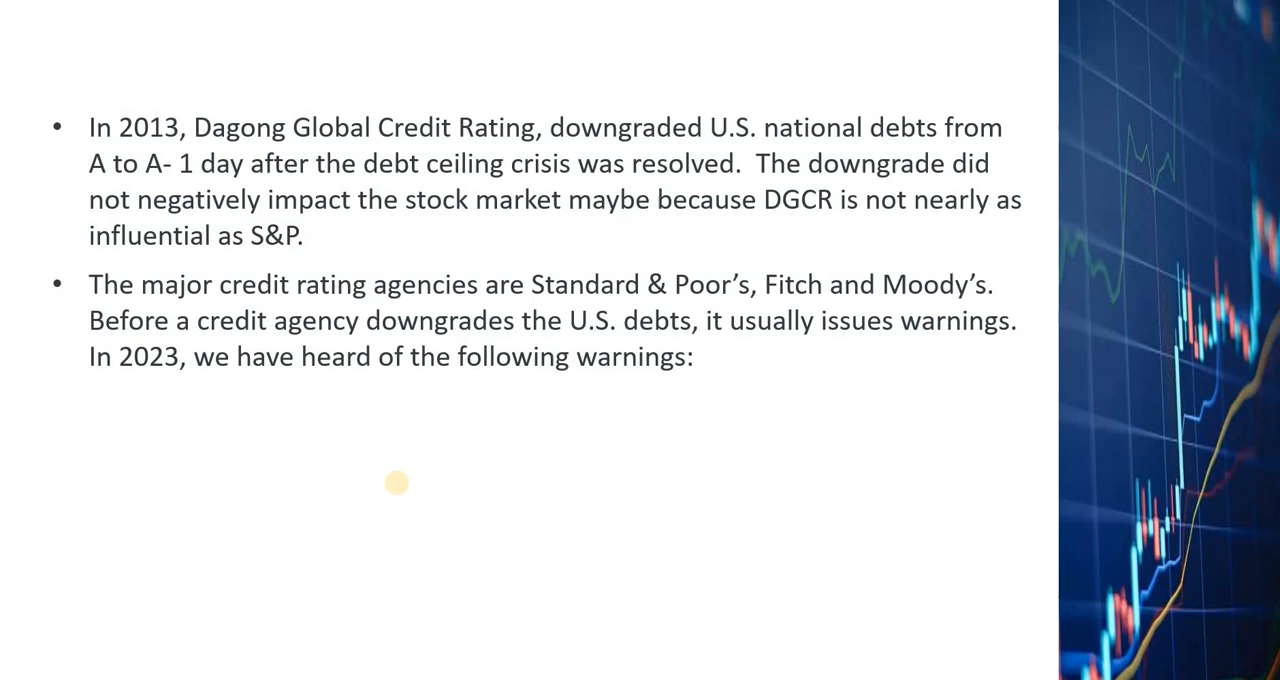 • In 2013, Dagong Global Credit Rating, downgraded U.S. national debts from
A to A- 1 day after the debt ceiling crisis was resolved.  The downgrade did
not negatively impact the stock market maybe because DGCR is not nearly as
influential as S&P.
• The major credit rating agencies are Standard & Poor’s, Fitch and Moody’s.
Before a credit agency downgrades the U.S. debts, it usually issues warnings.
In 2023, we have heard of the following warnings: